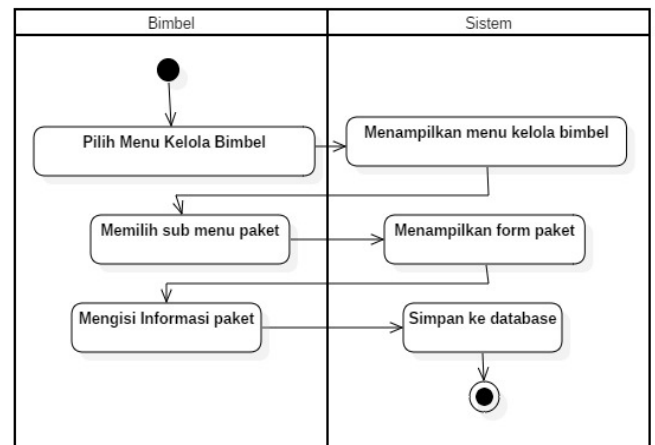 Bimbel
Sistem
Pilih Menu Kelola Bimbel
Menampilkan menu kelola bimbel
Memilih sub menu paket
Menampilkan form paket
Mengisi Informasi paket
Simpan ke database